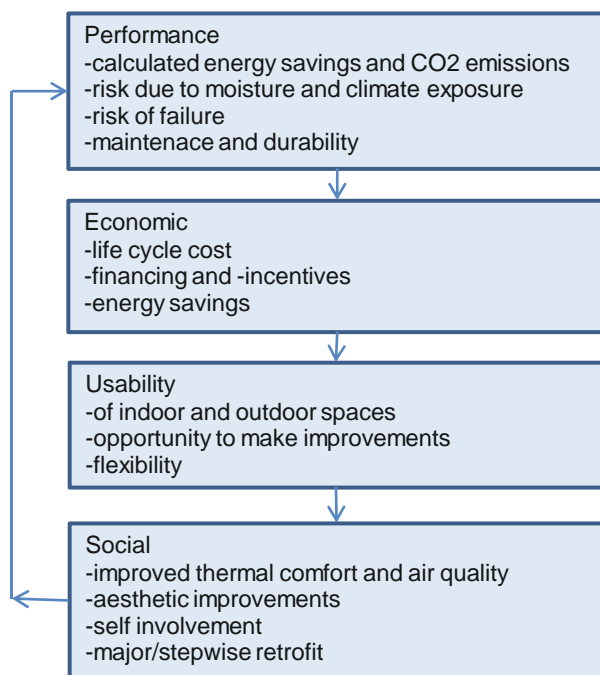 Performance
-calculated energy savings and CO2 emissions
-risk due to moisture and climate exposure
-risk of failure
-maintenace and durability
Economic
-life cycle cost
-financing and -incentives
-energy savings
Usability
-of indoor and outdoor spaces
-opportunity to make improvements
-flexibility
Social
-improved thermal comfort and air quality
-aesthetic improvements
-self involvement
-major/stepwise retrofit